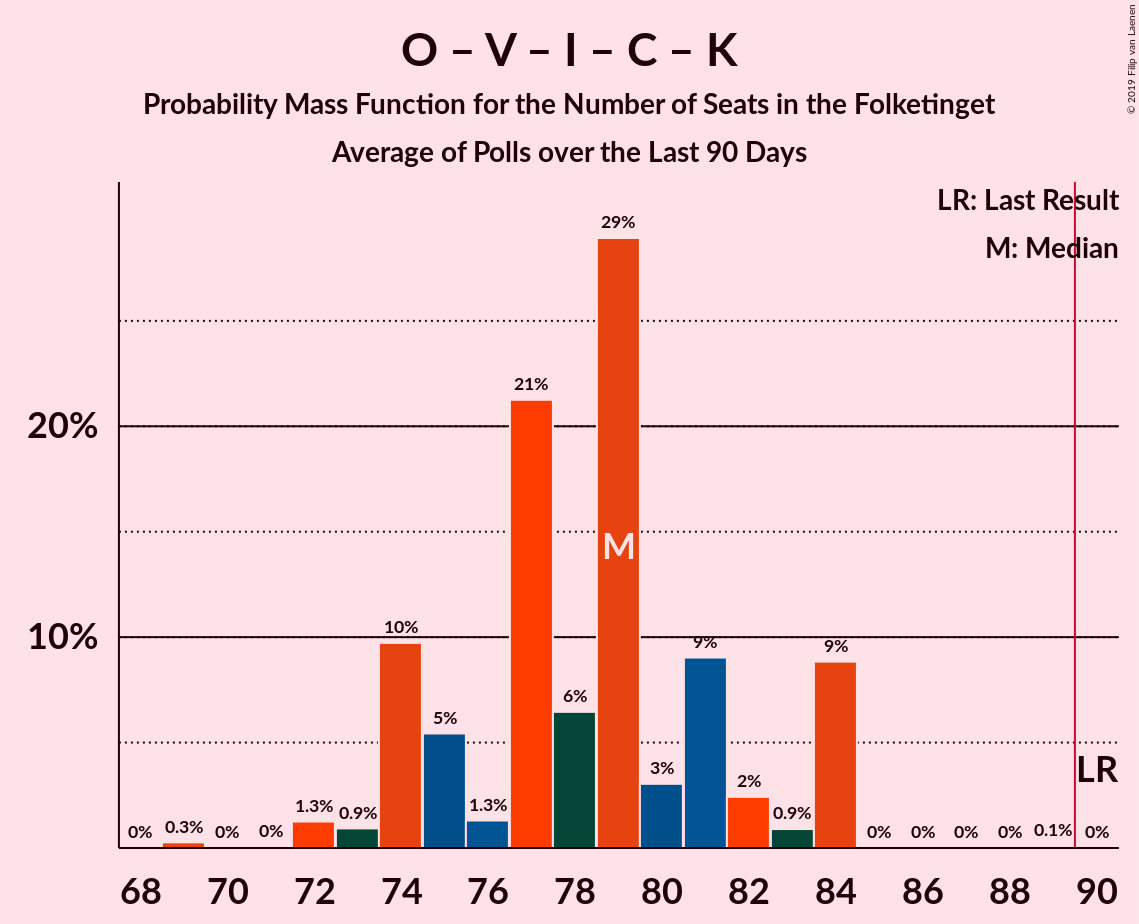 O – V – I – C – K
Probability Mass Function for the Number of Seats in the Folketinget
Average of Polls over the Last 90 Days
© 2019 Filip van Laenen
LR: Last Result
M: Median
20%
10%
0% 0.3% 0% 0% 1.3% 0.9% 10% 5% 1.3% 21% 6% 29% 3% 9% 2% 0.9% 9% 0% 0% 0% 0% 0.1% 0%
M
LR
68 70 72 74 76 78 80 82 84 86 88 90